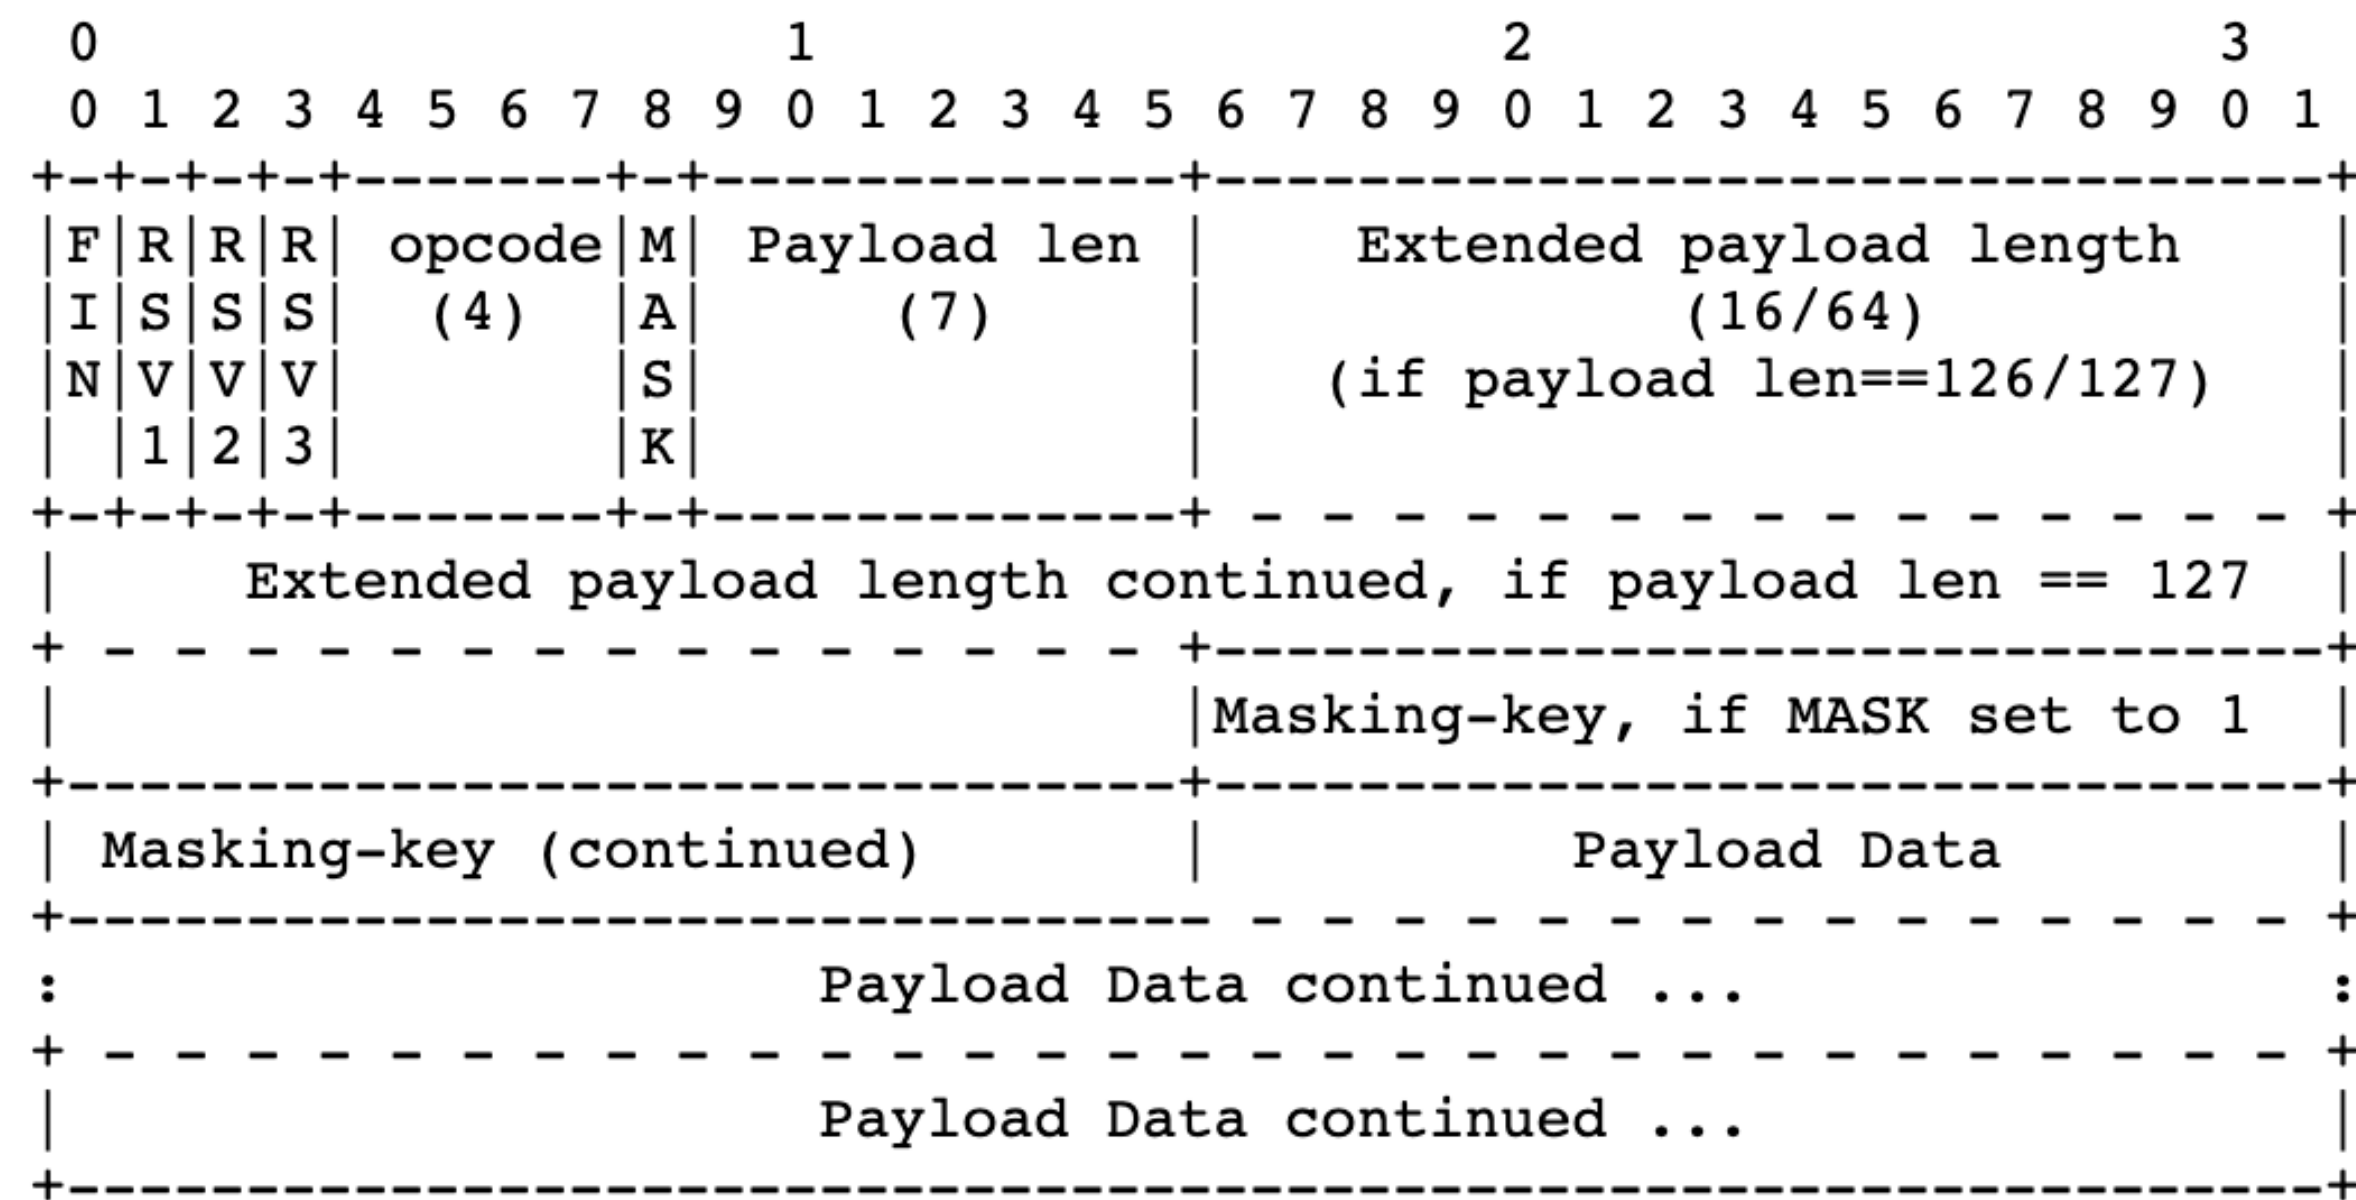 0                   1                   2                   3
 0 1 2 3 4 5 6 7 8 9 0 1 2 3 4 5 6 7 8 9 0 1 2 3 4 5 6 7 8 9 0 1
+-+-+-+-+-------+-+-------------+-------------------------------+
|F|R|R|R| opcode|M| Payload len |    Extended payload length    |
|I|S|S|S|  (4)  |A|     (7)     |             (16/64)           |
|N|V|V|V|       |S|             |   (if payload len==126/127)   |
| |1|2|3|       |K|             |                               |
+-+-+-+-+-------+-+-------------+ - - - - - - - - - - - - - - - +
|     Extended payload length continued, if payload len == 127  |
+ - - - - - - - - - - - - - - - +-------------------------------+
|                               |Masking-key, if MASK set to 1  |
+-------------------------------+-------------------------------+
| Masking-key (continued)       |          Payload Data         |
+-------------------------------- - - - - - - - - - - - - - - - +
:                     Payload Data continued ...                :
+ - - - - - - - - - - - - - - - - - - - - - - - - - - - - - - - +
|                     Payload Data continued ...                |
+---------------------------------------------------------------+